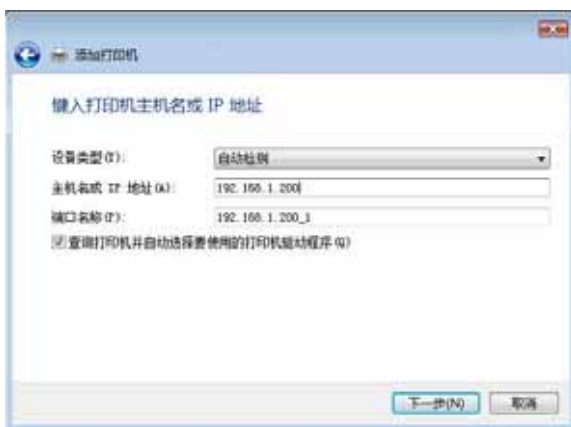 添加打印机
键入打印机主机名或 IP 地址
设备类型(T): 自动检测
主机名或 IP 地址(A): 192.168.1.200
端口名称(P): 192.168.1.200_1
查询打印机并自动选择要使用的打印机驱动程序(Q)
下一步(N) 取消